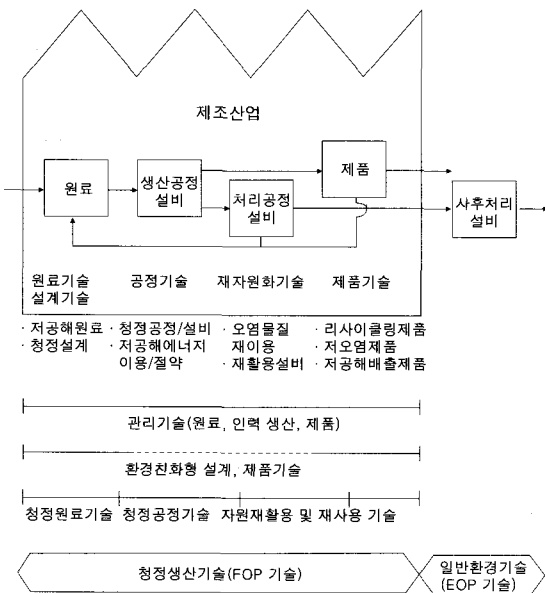 제조산업
원료
생산공정
설비
처리공정
설비
제품
사후처리
설비
원료기술
설계기술
공정기술
재자원화기술
제품기술
· 저공해원료
· 청정설계
· 청정공정/설비
· 저공해에너지
이용/절약
· 오염물질
재이용
· 재활용설비
· 리사이클링제품
· 저오염제품
· 저공해배출제품
관리기술(원료, 인력 생산, 제품)
환경친화형 설계, 제품기술
청정원료기술
청정공정기술
자원재활용 및 재사용 기술
청정생산기술(FOP 기술)
일반환경기술
(EOP 기술)